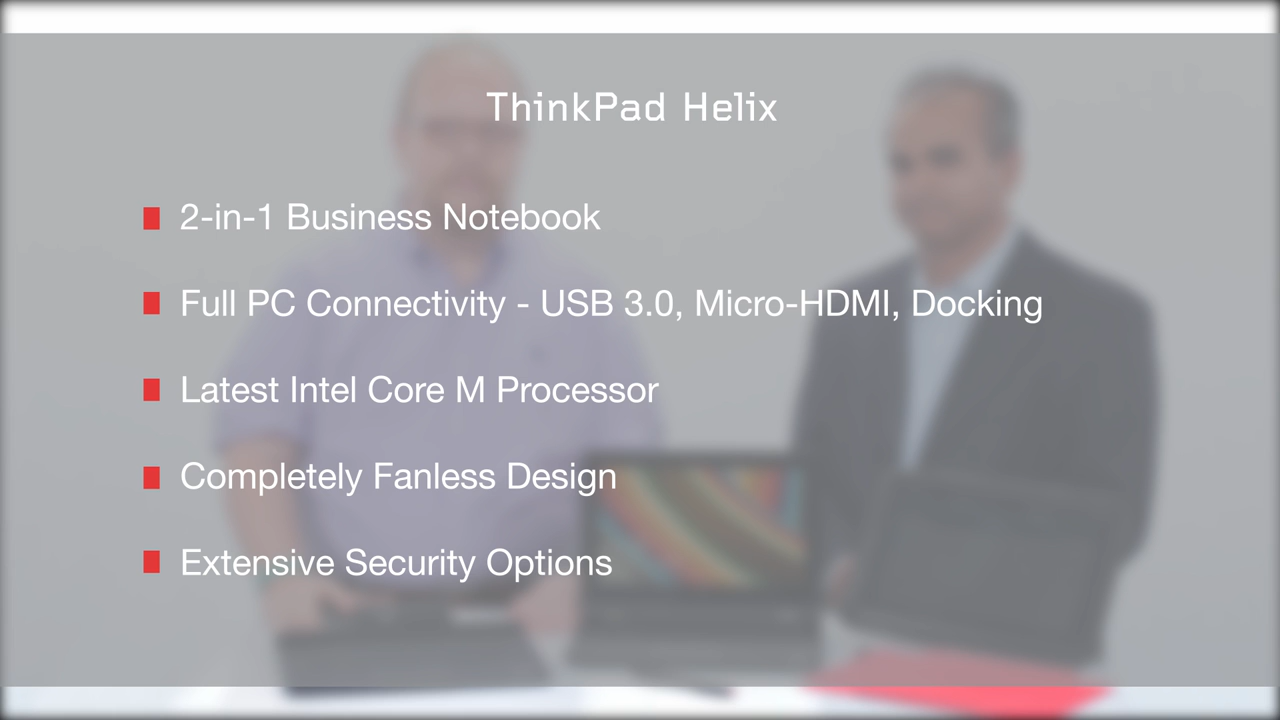 ThinkPad Helix
2-in-1 Business Notebook
Full PC Connectivity - USB 3.0, Micro-HDMI, Docking
Latest Intel Core M Processor
Completely Fanless Design
Extensive Security Options